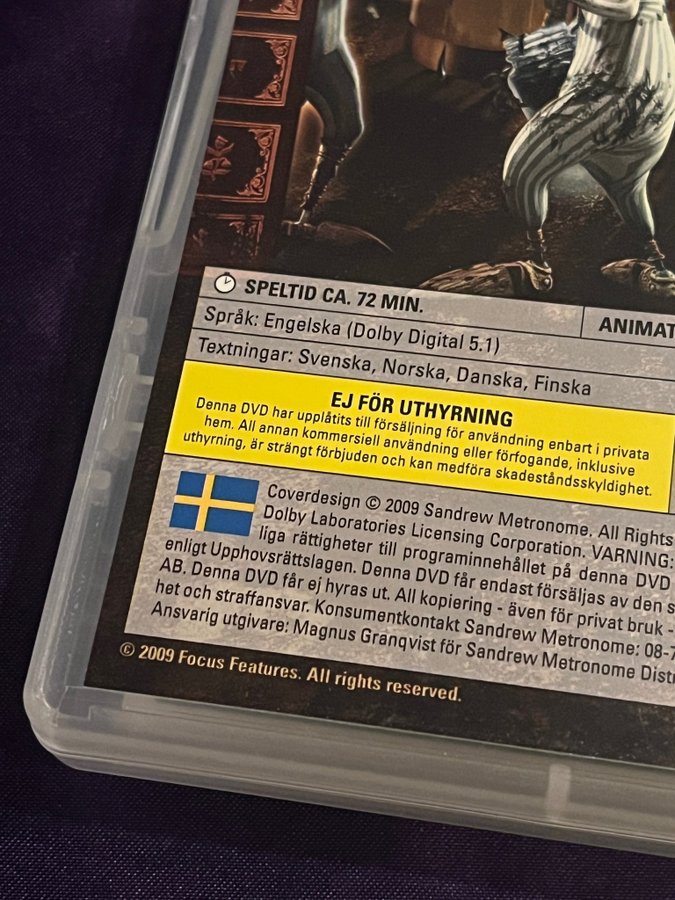 SPELTID CA. 72 MIN.
ANIMAT
Språk: Engelska (Dolby Digital 5.1)
Textningar: Svenska, Norska, Danska, Finska
EJ FÖR UTHYRNING
Denna DVD har upplåtits till försäljning för användning enbart i privata
hem. All annan kommersiell användning eller förfogande, inklusive
uthyrning, är strängt förbjuden och kan medföra skadeståndsskyldighet.
Coverdesign © 2009 Sandrew Metronome. All Rights
Dolby Laboratories Licensing Corporation. VARNING:
liga rättigheter till programinnehållet på denna DVD
enligt Upphovsrättslagen. Denna DVD får endast försäljas av den s
AB. Denna DVD får ej hyras ut. All kopiering - även för privat bruk -
het och straffansvar. Konsumentkontakt Sandrew Metronome: 08-7
Ansvarig utgivare: Magnus Granqvist för Sandrew Metronome Distr
© 2009 Focus Features. All rights reserved.